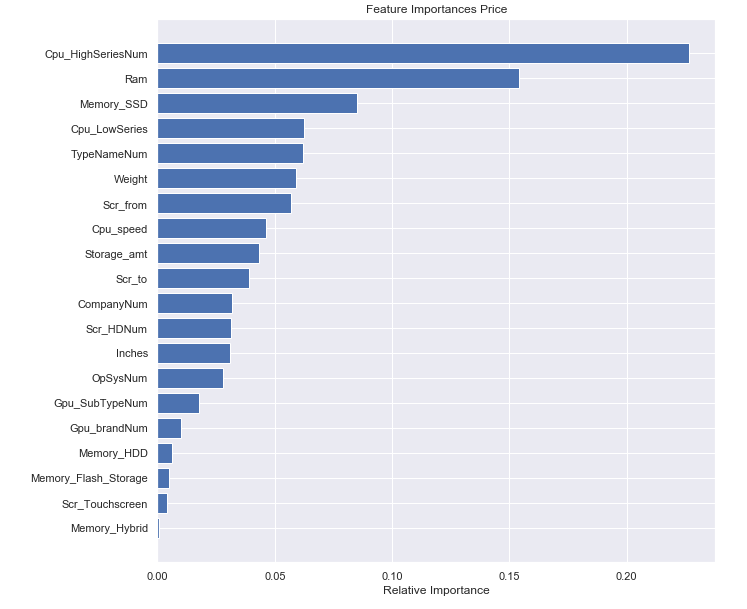 Feature Importances Price
Cpu_HighSeriesNum
Ram
Memory_SSD
Cpu_LowSeries
TypeNameNum
Weight
Scr_from
Cpu_speed
Storage_amt
Scr_to
CompanyNum
Scr_HDNum
Inches
OpSysNum
Gpu_SubTypeNum
Gpu_brandNum
Memory_HDD
Memory_Flash_Storage
Scr_Touchscreen
Memory_Hybrid
0.00 0.05 0.10 0.15 0.20
Relative Importance